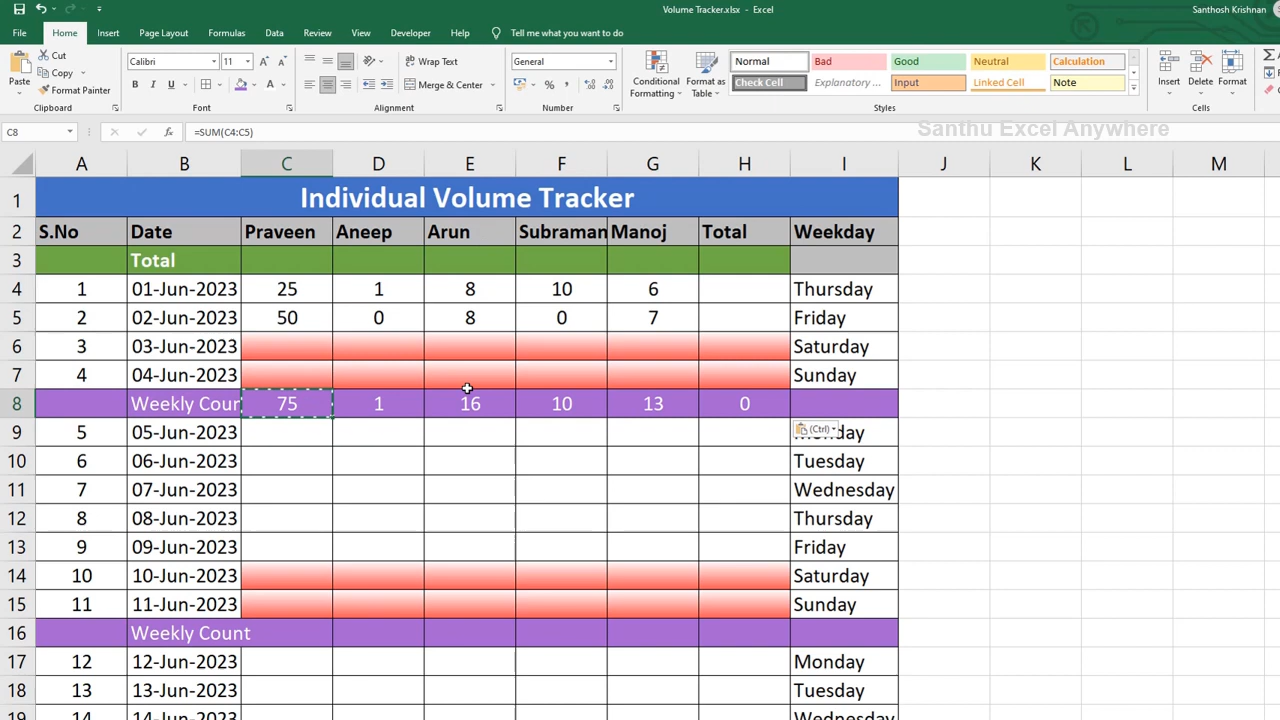 Volume Tracker.xlsx - Excel
Santhosh Krishnan
File Home Insert Page Layout Formulas Data Review View Developer Help Tell me what you want to do
Paste
Cut
Copy
Format Painter
Clipboard
Calibri 11
B I U
Font
Wrap Text
Merge & Center
Alignment
General
Number
Conditional Formatting
Format as Table
Normal Bad Good Neutral Calculation
Check Cell Explanatory ... Input Linked Cell Note
Styles
Insert Delete Format
Cells
C8 fx =SUM(C4:C5)
Santhu Excel Anywhere
A B C D E F G H I J K L M
1 Individual Volume Tracker
2 S.No Date Praveen Aneep Arun Subraman Manoj Total Weekday
3 Total
4 1 01-Jun-2023 25 1 8 10 6 Thursday
5 2 02-Jun-2023 50 0 8 0 7 Friday
6 3 03-Jun-2023 Saturday
7 4 04-Jun-2023 Sunday
8 Weekly Coun 75 1 16 10 13 0
(Ctrl)
9 5 05-Jun-2023 Monday
10 6 06-Jun-2023 Tuesday
11 7 07-Jun-2023 Wednesday
12 8 08-Jun-2023 Thursday
13 9 09-Jun-2023 Friday
14 10 10-Jun-2023 Saturday
15 11 11-Jun-2023 Sunday
16 Weekly Count
17 12 12-Jun-2023 Monday
18 13 13-Jun-2023 Tuesday